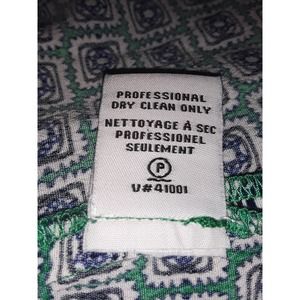 PROFESSIONAL
DRY CLEAN ONLY
NETTOYAGE À SEC
PROFESSIONEL
SEULEMENT
P
V#41001